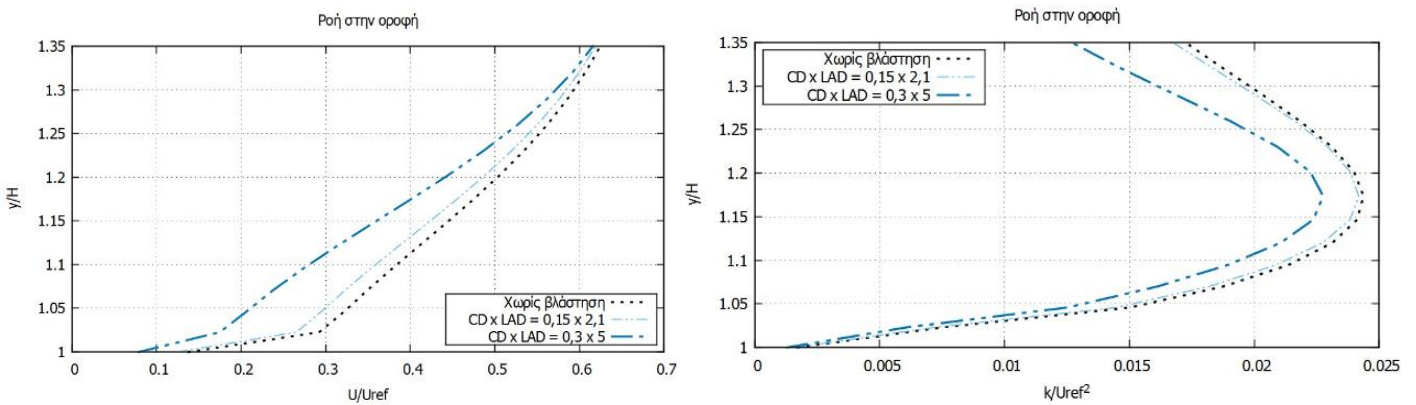 Ροή στην οροφή
1.35
1.3
1.25
1.2
1.15
1.1
1.05
1
y/H
0
0.1
0.2
0.3
0.4
0.5
0.6
0.7
U/Uref
Χωρίς βλάστηση
CD x LAD = 0,15 x 2,1
CD x LAD = 0,3 x 5
Ροή στην οροφή
1.35
1.3
1.25
1.2
1.15
1.1
1.05
1
y/H
0
0.005
0.01
0.015
0.02
0.025
k/Uref²
Χωρίς βλάστηση
CD x LAD = 0,15 x 2,1
CD x LAD = 0,3 x 5